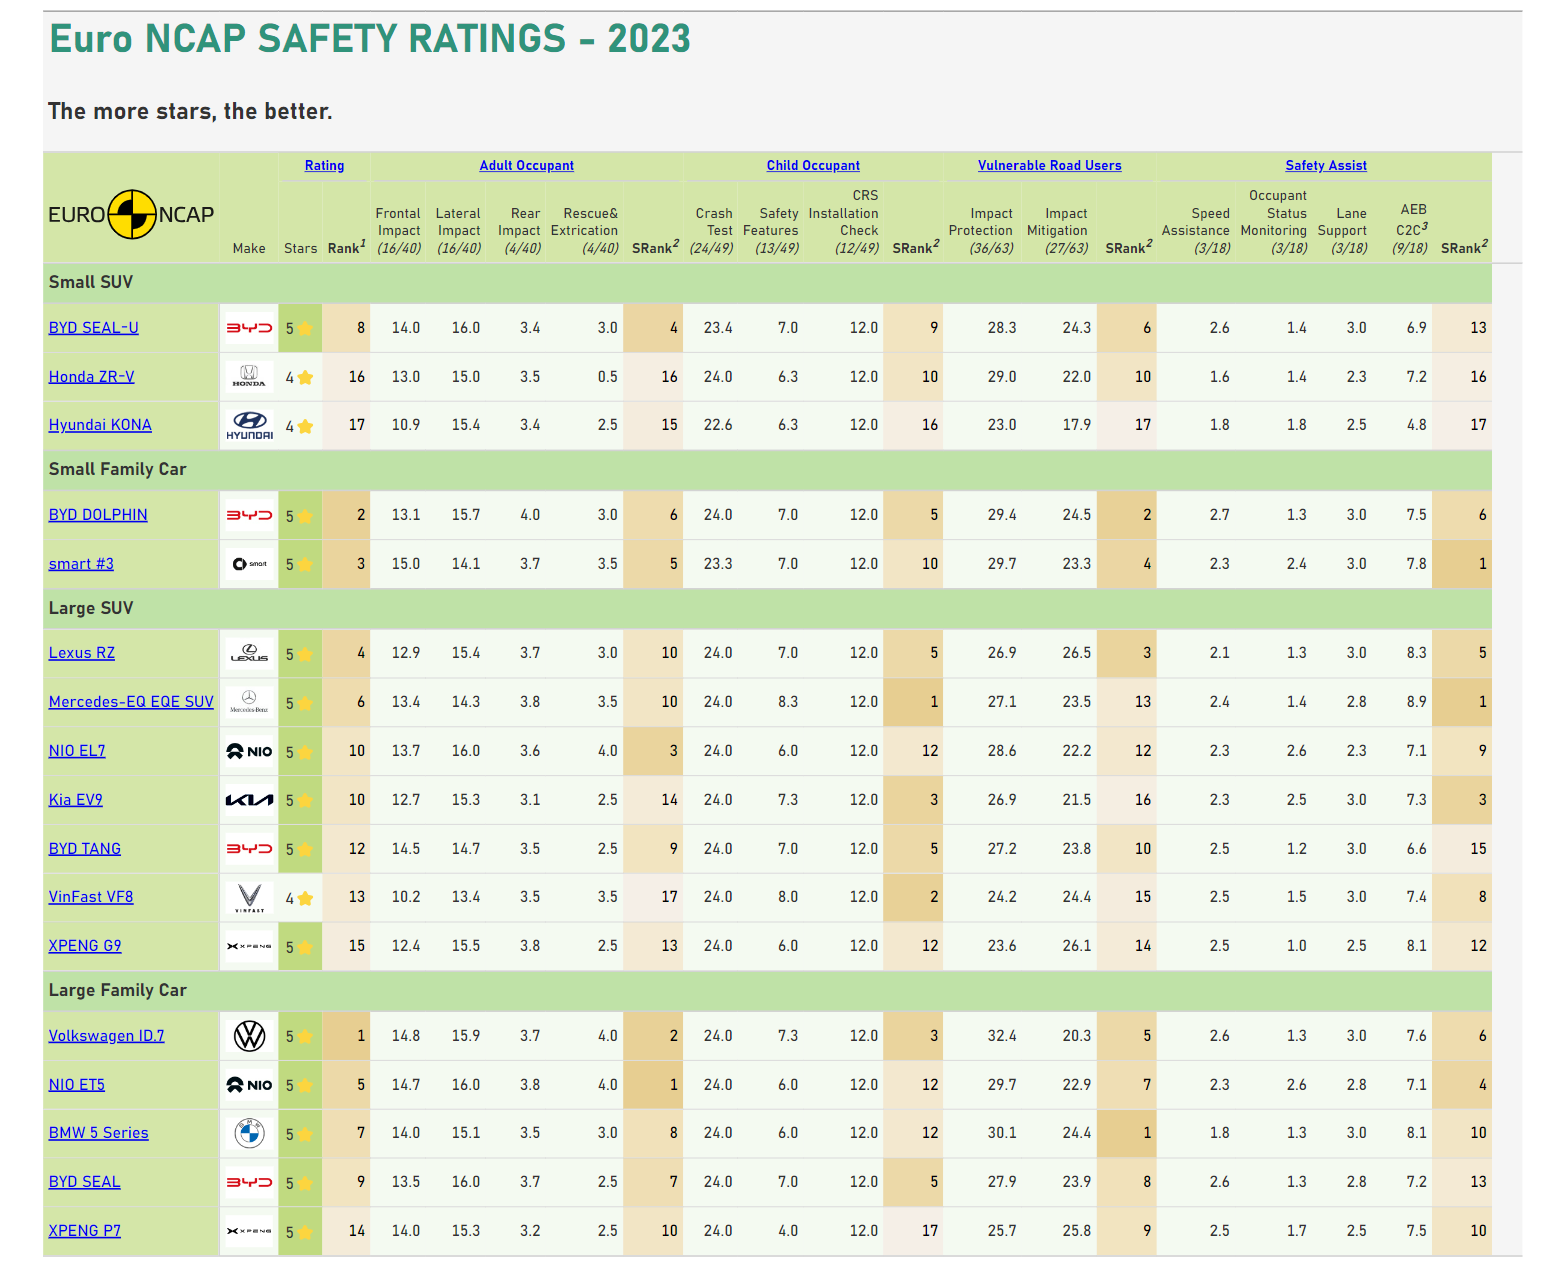 Euro NCAP SAFETY RATINGS - 2023
The more stars, the better.
EURO NCAP
Rating Adult Occupant Child Occupant Vulnerable Road Users Safety Assist
Make Stars Rank1 Frontal Impact (16/40) Lateral Impact (16/40) Rear Impact (4/40) Rescue& Extrication (4/40) SRank2 Crash Test (24/49) Safety Features (13/49) CRS Installation Check (12/49) SRank2 Impact Protection (36/63) Impact Mitigation (27/63) SRank2 Speed Assistance (3/18) Occupant Status Monitoring (3/18) Lane Support (3/18) AEB C2C3 (9/18) SRank2
Small SUV
BYD SEAL-U BYD 5 8 14.0 16.0 3.4 3.0 4 23.4 7.0 12.0 9 28.3 24.3 6 2.6 1.4 3.0 6.9 13
Honda ZR-V HONDA 4 16 13.0 15.0 3.5 0.5 16 24.0 6.3 12.0 10 29.0 22.0 10 1.6 1.4 2.3 7.2 16
Hyundai KONA HYUNDAI 4 17 10.9 15.4 3.4 2.5 15 22.6 6.3 12.0 16 23.0 17.9 17 1.8 1.8 2.5 4.8 17
Small Family Car
BYD DOLPHIN BYD 5 2 13.1 15.7 4.0 3.0 6 24.0 7.0 12.0 5 29.4 24.5 2 2.7 1.3 3.0 7.5 6
smart #3 smart 5 3 15.0 14.1 3.7 3.5 5 23.3 7.0 12.0 10 29.7 23.3 4 2.3 2.4 3.0 7.8 1
Large SUV
Lexus RZ LEXUS 5 4 12.9 15.4 3.7 3.0 10 24.0 7.0 12.0 5 26.9 26.5 3 2.1 1.3 3.0 8.3 5
Mercedes-EQ EQE SUV Mercedes-Benz 5 6 13.4 14.3 3.8 3.5 10 24.0 8.3 12.0 1 27.1 23.5 13 2.4 1.4 2.8 8.9 1
NIO EL7 NIO 5 10 13.7 16.0 3.6 4.0 3 24.0 6.0 12.0 12 28.6 22.2 12 2.3 2.6 2.3 7.1 9
Kia EV9 KIA 5 10 12.7 15.3 3.1 2.5 14 24.0 7.3 12.0 3 26.9 21.5 16 2.3 2.5 3.0 7.3 3
BYD TANG BYD 5 12 14.5 14.7 3.5 2.5 9 24.0 7.0 12.0 5 27.2 23.8 10 2.5 1.2 3.0 6.6 15
VinFast VF8 VINFAST 4 13 10.2 13.4 3.5 3.5 17 24.0 8.0 12.0 2 24.2 24.4 15 2.5 1.5 3.0 7.4 8
XPENG G9 XPENG 5 15 12.4 15.5 3.8 2.5 13 24.0 6.0 12.0 12 23.6 26.1 14 2.5 1.0 2.5 8.1 12
Large Family Car
Volkswagen ID.7 5 1 14.8 15.9 3.7 4.0 2 24.0 7.3 12.0 3 32.4 20.3 5 2.6 1.3 3.0 7.6 6
NIO ET5 NIO 5 5 14.7 16.0 3.8 4.0 1 24.0 6.0 12.0 12 29.7 22.9 7 2.3 2.6 2.8 7.1 4
BMW 5 Series BMW 5 7 14.0 15.1 3.5 3.0 8 24.0 6.0 12.0 12 30.1 24.4 1 1.8 1.3 3.0 8.1 10
BYD SEAL BYD 5 9 13.5 16.0 3.7 2.5 7 24.0 7.0 12.0 5 27.9 23.9 8 2.6 1.3 2.8 7.2 13
XPENG P7 XPENG 5 14 14.0 15.3 3.2 2.5 10 24.0 4.0 12.0 17 25.7 25.8 9 2.5 1.7 2.5 7.5 10